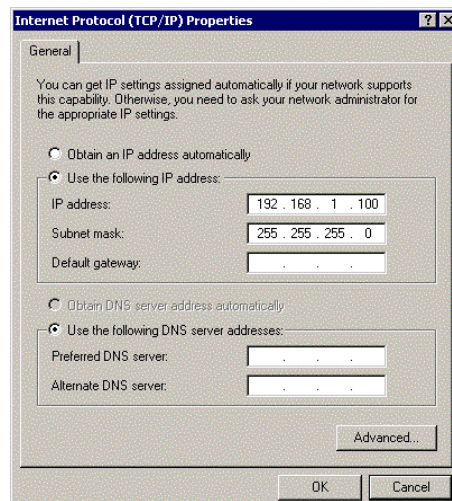 Internet Protocol (TCP/IP) Properties
General
You can get IP settings assigned automatically if your network supports
this capability. Otherwise, you need to ask your network administrator for
the appropriate IP settings.
Obtain an IP address automatically
Use the following IP address:
IP address: 192 . 168 . 1 . 100
Subnet mask: 255 . 255 . 255 . 0
Default gateway: . . .
Obtain DNS server address automatically
Use the following DNS server addresses:
Preferred DNS server: . . .
Alternate DNS server: . . .
Advanced...
OK Cancel